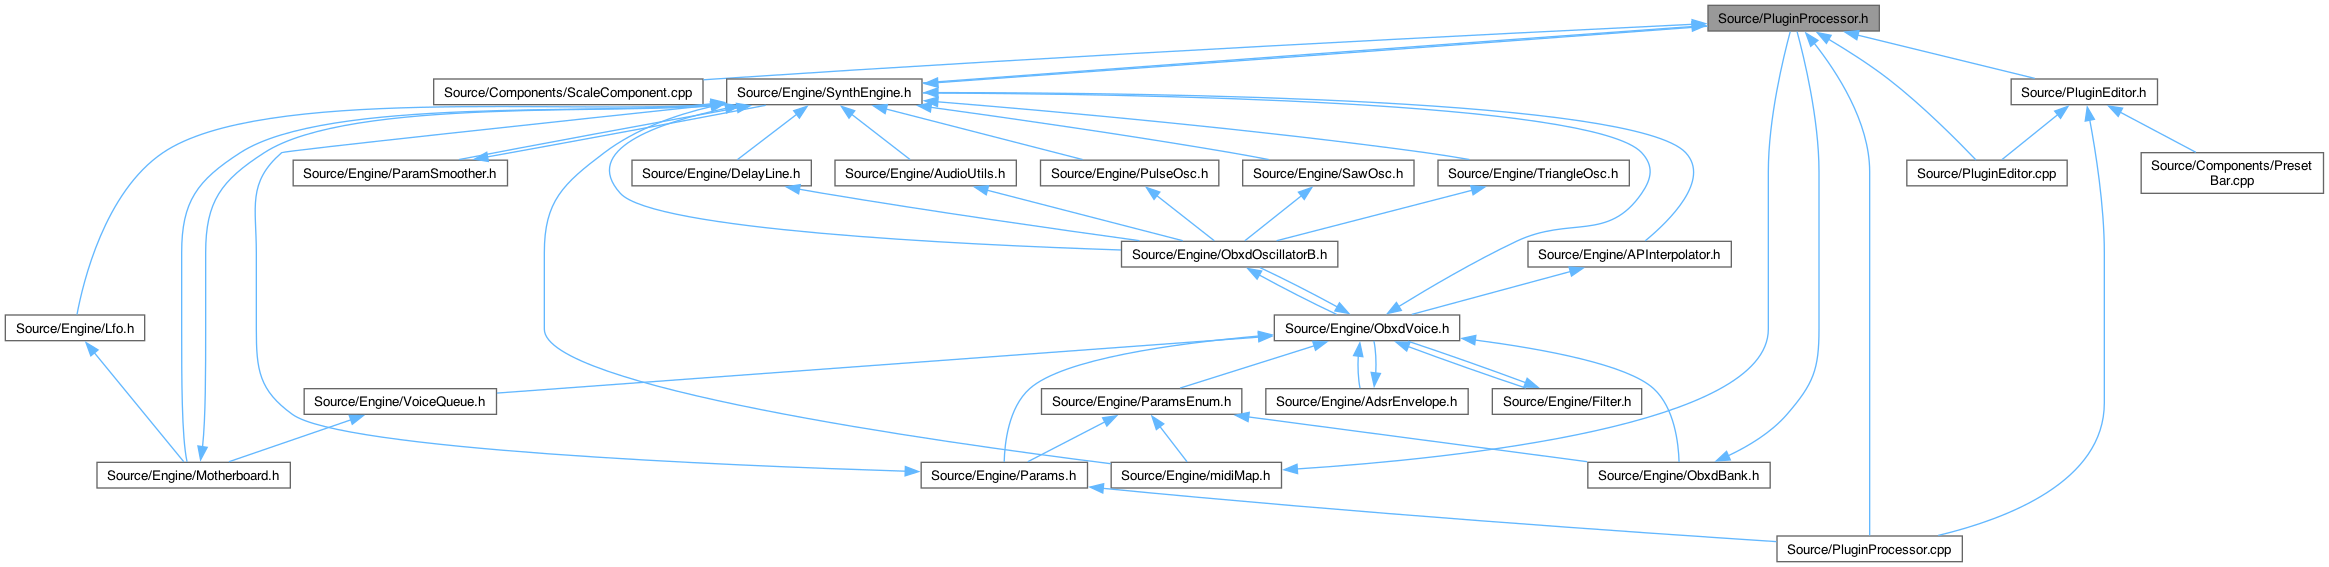 Source/PluginProcessor.h
Source/Components/ScaleComponent.cpp
Source/Engine/SynthEngine.h
Source/PluginEditor.h
Source/Engine/ParamSmoother.h
Source/Engine/DelayLine.h
Source/Engine/AudioUtils.h
Source/Engine/PulseOsc.h
Source/Engine/SawOsc.h
Source/Engine/TriangleOsc.h
Source/PluginEditor.cpp
Source/Components/Preset
Bar.cpp
Source/Engine/ObxdOscillatorB.h
Source/Engine/APInterpolator.h
Source/Engine/Lfo.h
Source/Engine/ObxdVoice.h
Source/Engine/VoiceQueue.h
Source/Engine/ParamsEnum.h
Source/Engine/AdsrEnvelope.h
Source/Engine/Filter.h
Source/Engine/Motherboard.h
Source/Engine/Params.h
Source/Engine/midiMap.h
Source/Engine/ObxdBank.h
Source/PluginProcessor.cpp